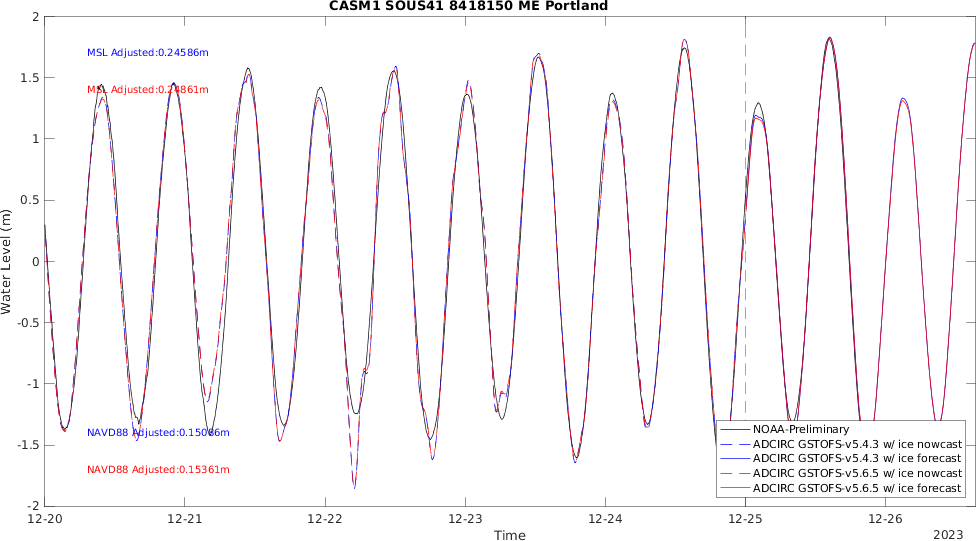 CASM1 SOUS41 8418150 ME Portland
2
1.5
1
0.5
0
-0.5
-1
-1.5
-2
Water Level (m)
MSL Adjusted:0.24586m
MSL Adjusted:0.24861m
NAVD88 Adjusted:0.15086m
NAVD88 Adjusted:0.15361m
NOAA-Preliminary
ADCIRC GSTOFS-v5.4.3 w/ ice nowcast
ADCIRC GSTOFS-v5.4.3 w/ ice forecast
ADCIRC GSTOFS-v5.6.5 w/ ice nowcast
ADCIRC GSTOFS-v5.6.5 w/ ice forecast
12-20
12-21
12-22
12-23
12-24
12-25
12-26
Time
2023